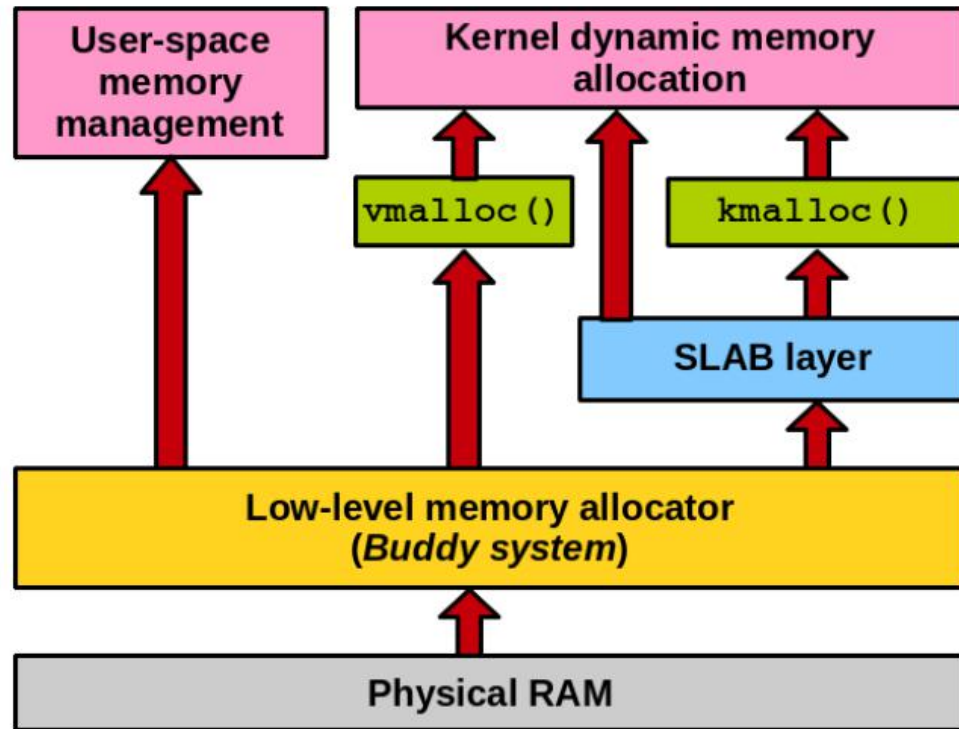 User-space
memory
management
Kernel dynamic memory
allocation
vmalloc()
kmalloc()
SLAB layer
Low-level memory allocator
(Buddy system)
Physical RAM